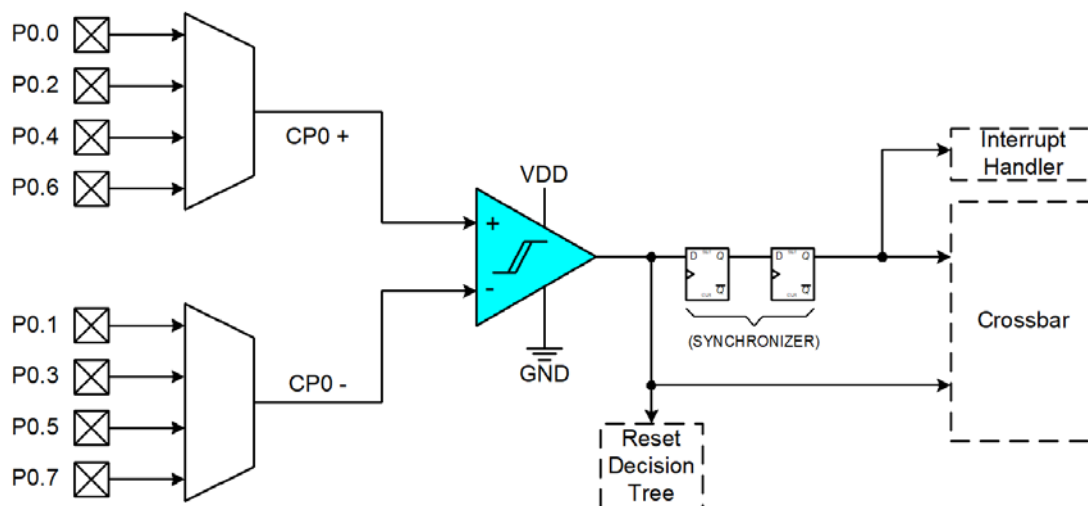 P0.0
P0.2
P0.4
P0.6
CP0 +
P0.1
P0.3
P0.5
P0.7
CP0 -
VDD
+
-
GND
D
Q
Q
D
Q
Q
(SYNCHRONIZER)
Interrupt
Handler
Crossbar
Reset
Decision
Tree